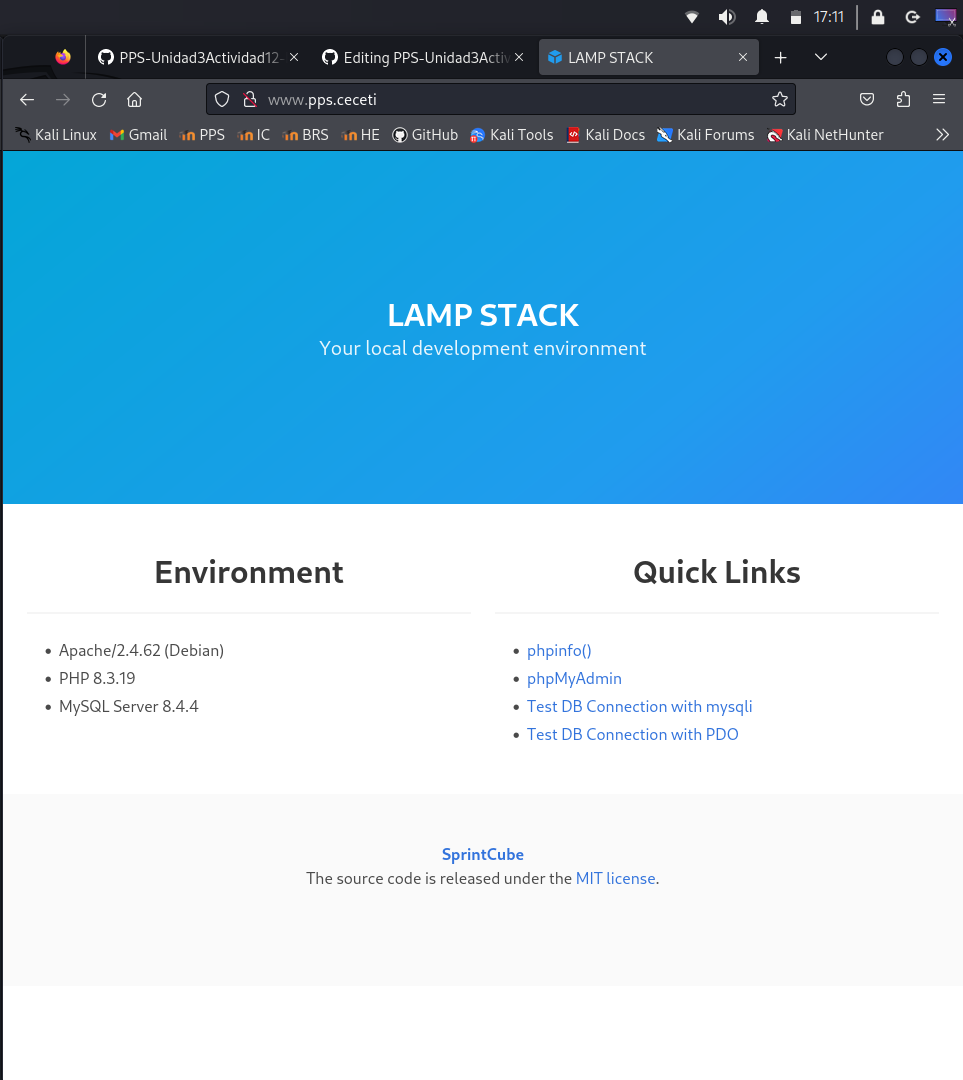 17:11
PPS-Unidad3Actividad12-
Editing PPS-Unidad3Activ
LAMP STACK
www.pps.ceceti
Kali Linux Gmail PPS IC BRS HE GitHub Kali Tools Kali Docs Kali Forums Kali NetHunter
LAMP STACK
Your local development environment
Environment
Apache/2.4.62 (Debian)
PHP 8.3.19
MySQL Server 8.4.4
Quick Links
phpinfo()
phpMyAdmin
Test DB Connection with mysqli
Test DB Connection with PDO
SprintCube
The source code is released under the MIT license.